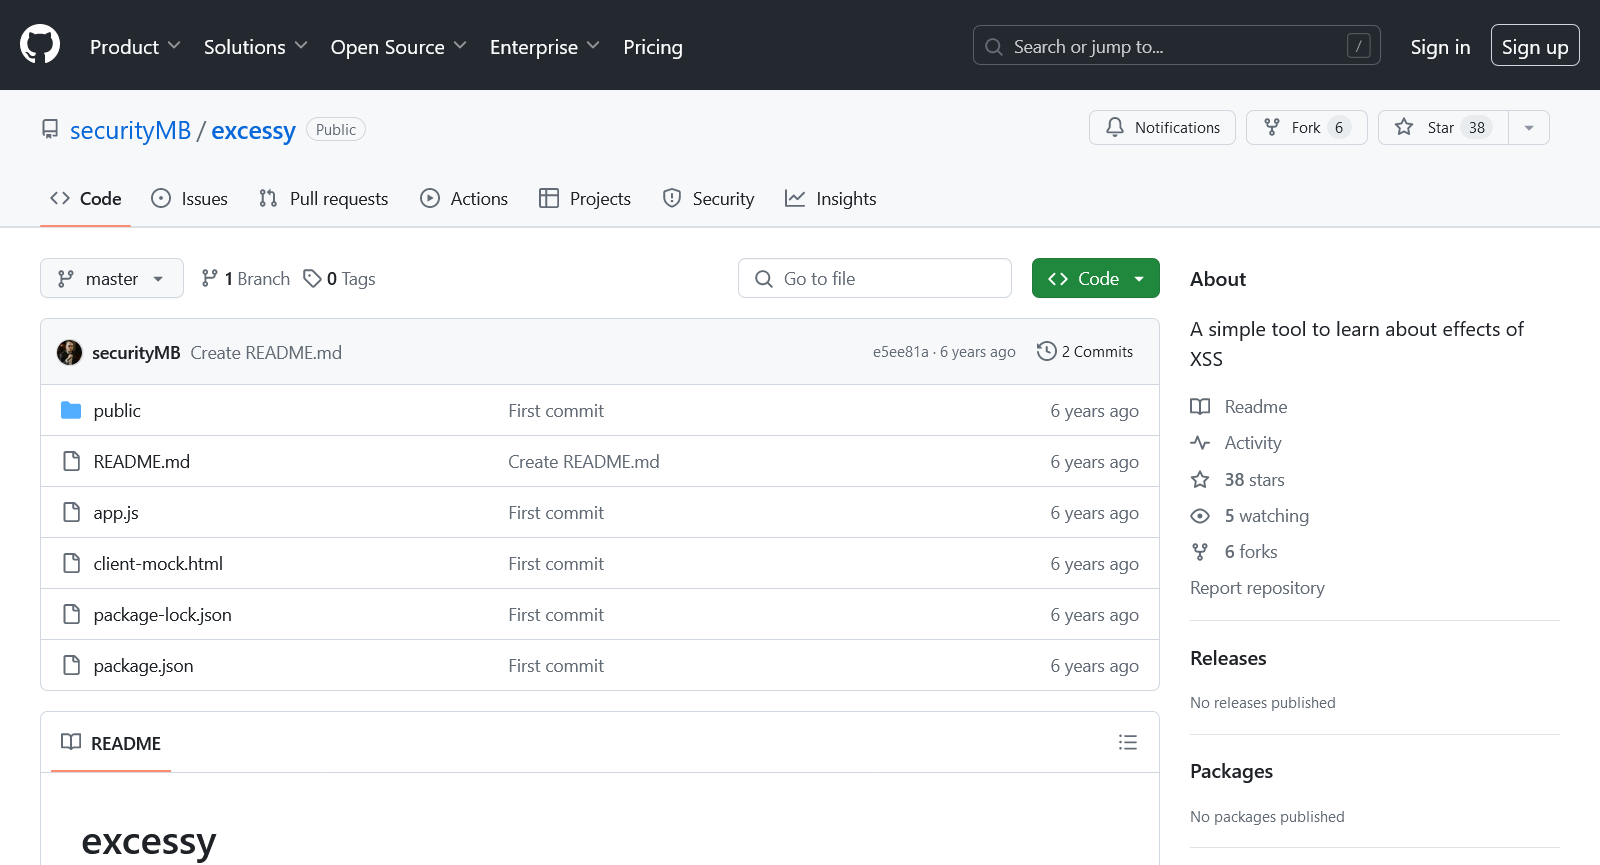 Product Solutions Open Source Enterprise Pricing Search or jump to... / Sign in Sign up
securityMB / excessy Public Notifications Fork 6 Star 38
Code Issues Pull requests Actions Projects Security Insights
master 1 Branch 0 Tags Go to file Code
securityMB Create README.md e5ee81a · 6 years ago 2 Commits
public First commit 6 years ago
README.md Create README.md 6 years ago
app.js First commit 6 years ago
client-mock.html First commit 6 years ago
package-lock.json First commit 6 years ago
package.json First commit 6 years ago
README
excessy
About
A simple tool to learn about effects of
XSS
Readme
Activity
38 stars
5 watching
6 forks
Report repository
Releases
No releases published
Packages
No packages published